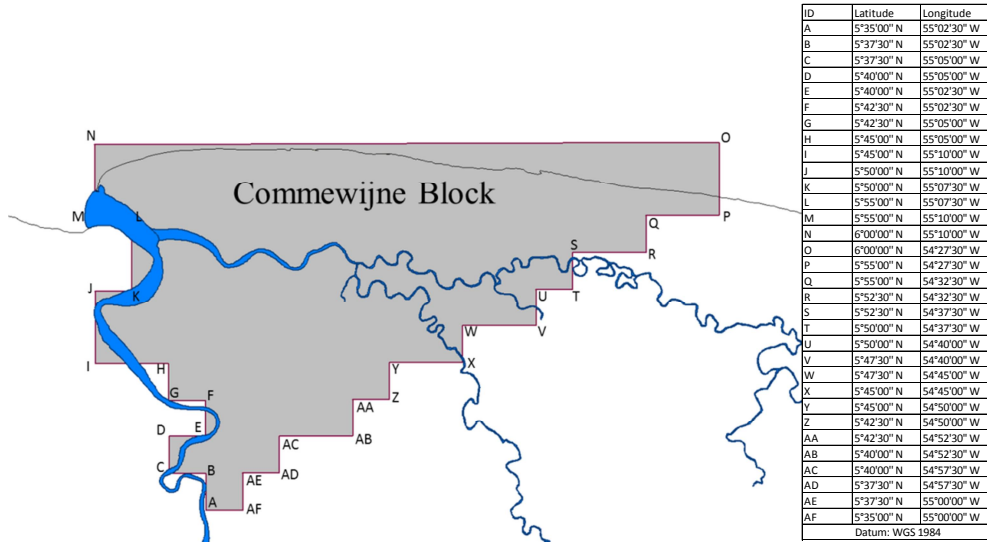 Commewijne Block
N
O
M
L
P
Q
R
S
T
J
K
U
V
W
X
I
H
Y
Z
G
F
AA
D
E
AC
AB
C
B
AE
AD
A
AF
ID Latitude Longitude
A 5°35'00" N 55°02'30" W
B 5°37'30" N 55°02'30" W
C 5°37'30" N 55°05'00" W
D 5°40'00" N 55°05'00" W
E 5°40'00" N 55°02'30" W
F 5°42'30" N 55°02'30" W
G 5°42'30" N 55°05'00" W
H 5°45'00" N 55°05'00" W
I 5°45'00" N 55°10'00" W
J 5°50'00" N 55°10'00" W
K 5°50'00" N 55°07'30" W
L 5°55'00" N 55°07'30" W
M 5°55'00" N 55°10'00" W
N 6°00'00" N 55°10'00" W
O 6°00'00" N 54°27'30" W
P 5°55'00" N 54°27'30" W
Q 5°55'00" N 54°32'30" W
R 5°52'30" N 54°32'30" W
S 5°52'30" N 54°37'30" W
T 5°50'00" N 54°37'30" W
U 5°50'00" N 54°40'00" W
V 5°47'30" N 54°40'00" W
W 5°47'30" N 54°45'00" W
X 5°45'00" N 54°45'00" W
Y 5°45'00" N 54°50'00" W
Z 5°42'30" N 54°50'00" W
AA 5°42'30" N 54°52'30" W
AB 5°40'00" N 54°52'30" W
AC 5°40'00" N 54°57'30" W
AD 5°37'30" N 54°57'30" W
AE 5°37'30" N 55°00'00" W
AF 5°35'00" N 55°00'00" W
Datum: WGS 1984